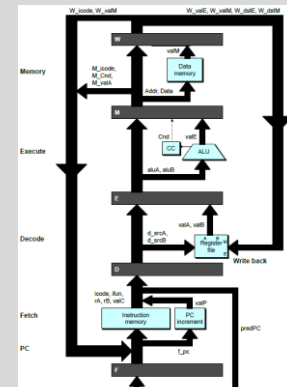 W_icode, W_valM
W_valE, W_valM, W_dstE, W_dstM
W
valM
Memory
M_icode,
M_Cnd,
M_valA
Data
memory
Addr, Data
M
Cnd
valE
Execute
CC
ALU
aluA, aluB
E
valA, valB
Decode
d_srcA,
d_srcB
A B
M
Register
file
E
Write back
D
icode, ifun,
rA, rB, valC
valP
Fetch
Instruction
memory
PC
increment
predPC
PC
f_pc
F